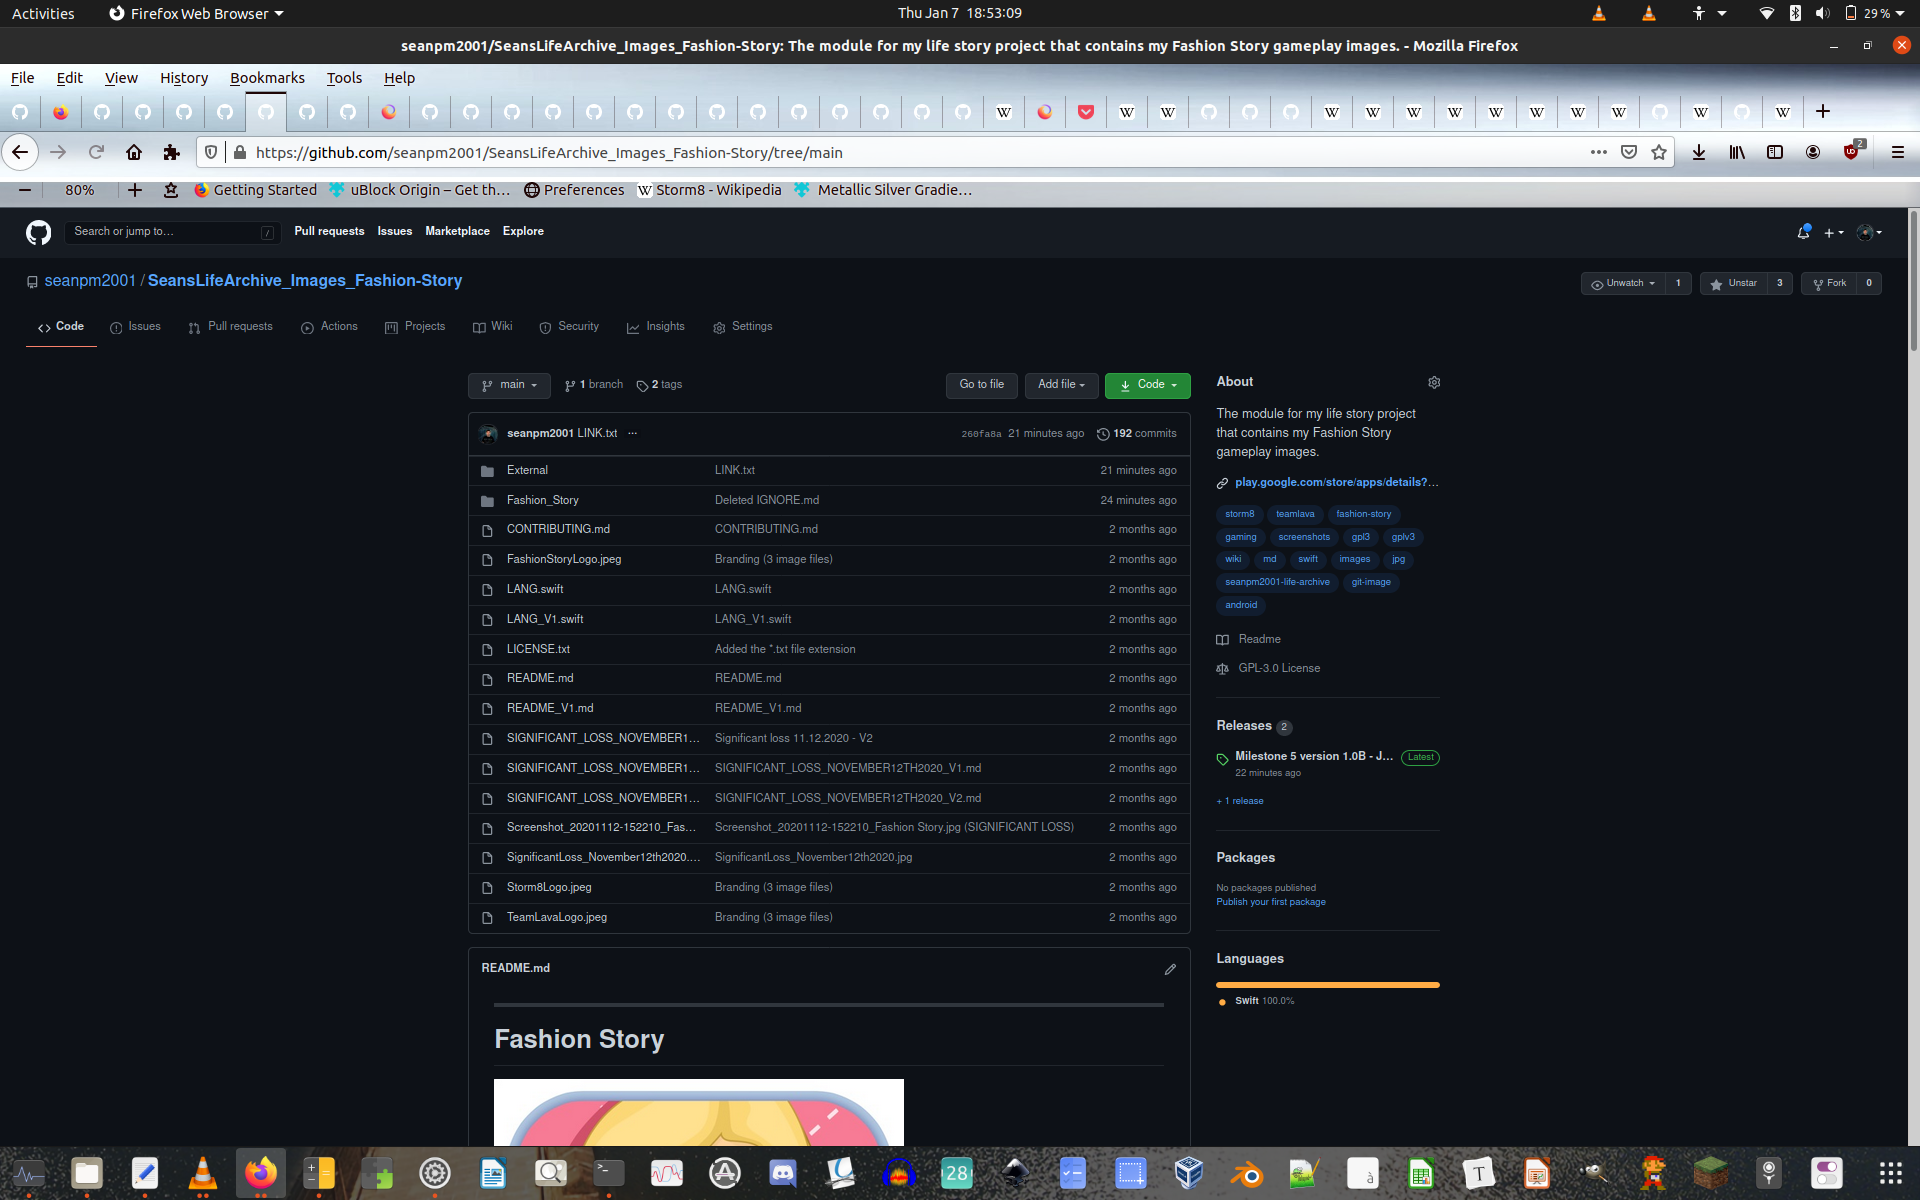 Activities Firefox Web Browser Thu Jan 7 18:53:09 29 %
seanpm2001/SeansLifeArchive_Images_Fashion-Story: The module for my life story project that contains my Fashion Story gameplay images. - Mozilla Firefox
File Edit View History Bookmarks Tools Help
https://github.com/seanpm2001/SeansLifeArchive_Images_Fashion-Story/tree/main 2
80% Getting Started uBlock Origin – Get th… Preferences Storm8 - Wikipedia Metallic Silver Gradie…
Search or jump to… / Pull requests Issues Marketplace Explore
seanpm2001 / SeansLifeArchive_Images_Fashion-Story Unwatch 1 Unstar 3 Fork 0
Code Issues Pull requests Actions Projects Wiki Security Insights Settings
main 1 branch 2 tags Go to file Add file Code
seanpm2001 LINK.txt ... 260fa8a 21 minutes ago 192 commits
External LINK.txt 21 minutes ago
Fashion_Story Deleted IGNORE.md 24 minutes ago
CONTRIBUTING.md CONTRIBUTING.md 2 months ago
FashionStoryLogo.jpeg Branding (3 image files) 2 months ago
LANG.swift LANG.swift 2 months ago
LANG_V1.swift LANG_V1.swift 2 months ago
LICENSE.txt Added the *.txt file extension 2 months ago
README.md README.md 2 months ago
README_V1.md README_V1.md 2 months ago
SIGNIFICANT_LOSS_NOVEMBER1… Significant loss 11.12.2020 - V2 2 months ago
SIGNIFICANT_LOSS_NOVEMBER1… SIGNIFICANT_LOSS_NOVEMBER12TH2020_V1.md 2 months ago
SIGNIFICANT_LOSS_NOVEMBER1… SIGNIFICANT_LOSS_NOVEMBER12TH2020_V2.md 2 months ago
Screenshot_20201112-152210_Fas… Screenshot_20201112-152210_Fashion Story.jpg (SIGNIFICANT LOSS) 2 months ago
SignificantLoss_November12th2020.… SignificantLoss_November12th2020.jpg 2 months ago
Storm8Logo.jpeg Branding (3 image files) 2 months ago
TeamLavaLogo.jpeg Branding (3 image files) 2 months ago
README.md
Fashion Story
About
The module for my life story project
that contains my Fashion Story
gameplay images.
play.google.com/store/apps/details?…
storm8 teamlava fashion-story
gaming screenshots gpl3 gplv3
wiki md swift images jpg
seanpm2001-life-archive git-image
android
Readme
GPL-3.0 License
Releases 2
Milestone 5 version 1.0B - J… Latest
22 minutes ago
+ 1 release
Packages
No packages published
Publish your first package
Languages
Swift 100.0%
28